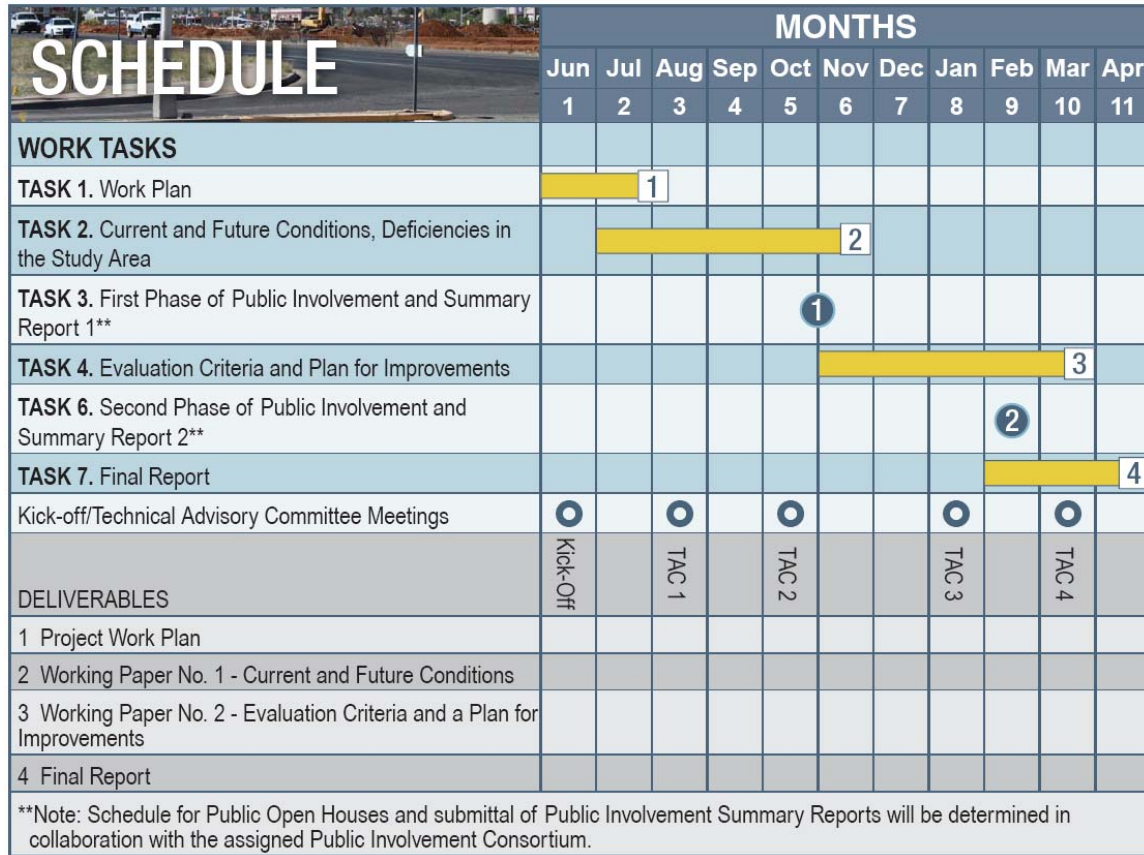 SCHEDULE
MONTHS
Jun Jul Aug Sep Oct Nov Dec Jan Feb Mar Apr
1 2 3 4 5 6 7 8 9 10 11
WORK TASKS
TASK 1. Work Plan
1
TASK 2. Current and Future Conditions, Deficiencies in
the Study Area
2
TASK 3. First Phase of Public Involvement and Summary
Report 1**
1
TASK 4. Evaluation Criteria and Plan for Improvements
3
TASK 6. Second Phase of Public Involvement and
Summary Report 2**
2
TASK 7. Final Report
4
Kick-off/Technical Advisory Committee Meetings
DELIVERABLES
Kick-Off
TAC 1
TAC 2
TAC 3
TAC 4
1 Project Work Plan
2 Working Paper No. 1 - Current and Future Conditions
3 Working Paper No. 2 - Evaluation Criteria and a Plan for
Improvements
4 Final Report
**Note: Schedule for Public Open Houses and submittal of Public Involvement Summary Reports will be determined in
collaboration with the assigned Public Involvement Consortium.